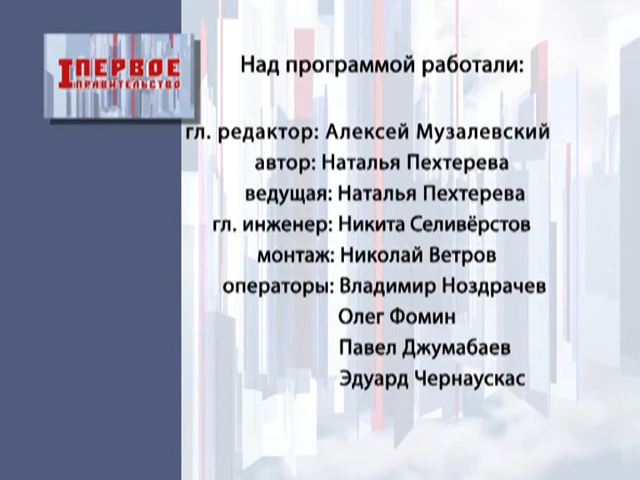 ПЕРВОЕ
ПРАВИТЕЛЬСТВО
Над программой работали:
гл. редактор: Алексей Музалевский
автор: Наталья Пехтерева
ведущая: Наталья Пехтерева
гл. инженер: Никита Селивёрстов
монтаж: Николай Ветров
операторы: Владимир Ноздрачев
Олег Фомин
Павел Джумабаев
Эдуард Чернаускас